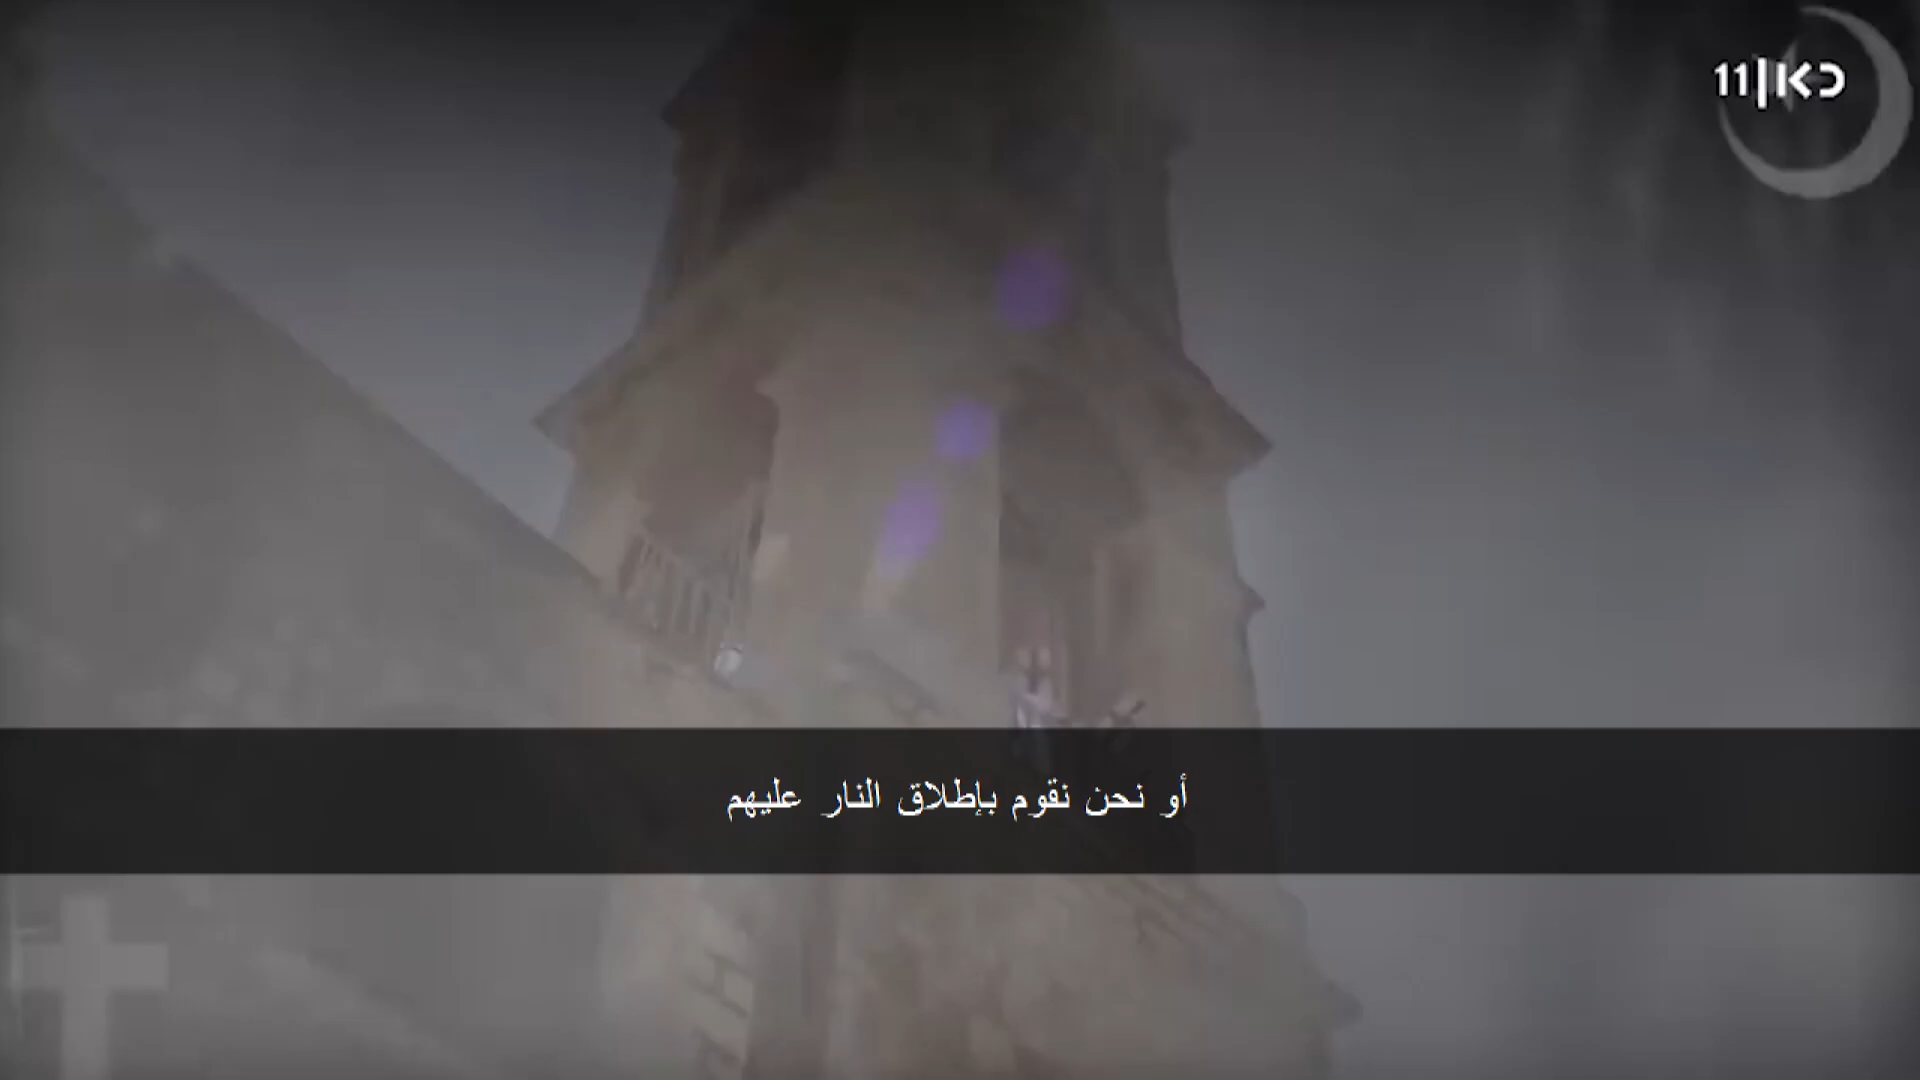 כאן 11
أو نحن نقوم بإطلاق النار عليهم